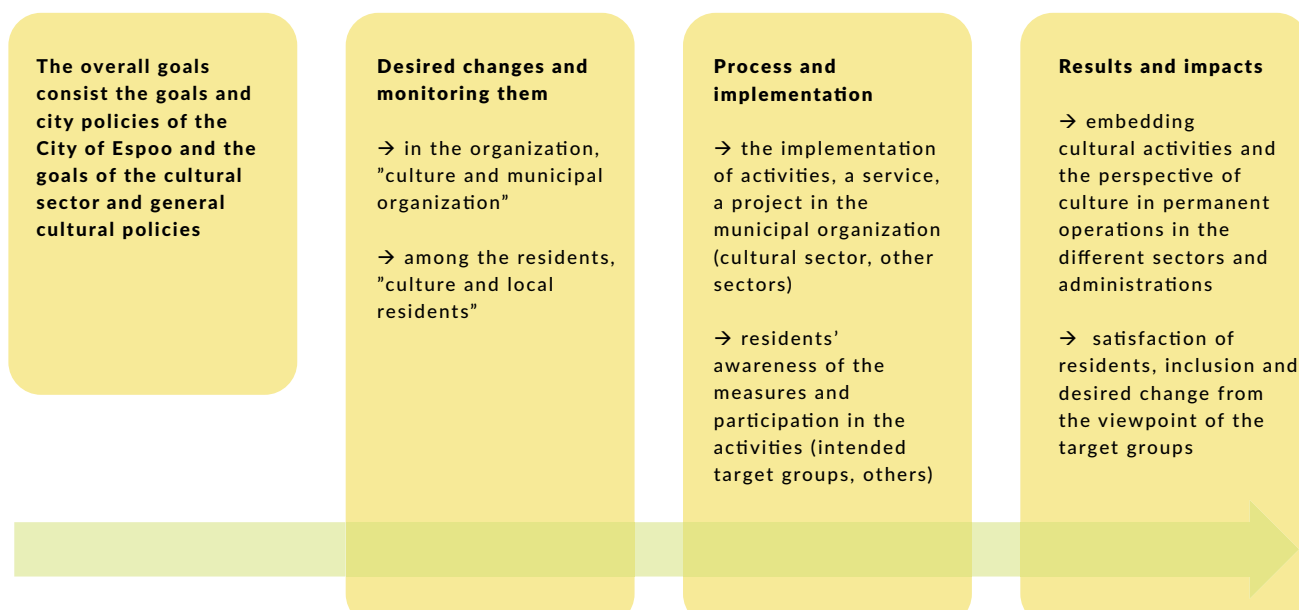 The overall goals
consist the goals and
city policies of the
City of Espoo and the
goals of the cultural
sector and general
cultural policies
Desired changes and
monitoring them
→ in the organization,
”culture and municipal
organization”
→ among the residents,
”culture and local
residents”
Process and
implementation
→ the implementation
of activities, a service,
a project in the
municipal organization
(cultural sector, other
sectors)
→ residents’
awareness of the
measures and
participation in the
activities (intended
target groups, others)
Results and impacts
→ embedding
cultural activities and
the perspective of
culture in permanent
operations in the
different sectors and
administrations
→ satisfaction of
residents, inclusion and
desired change from
the viewpoint of the
target groups